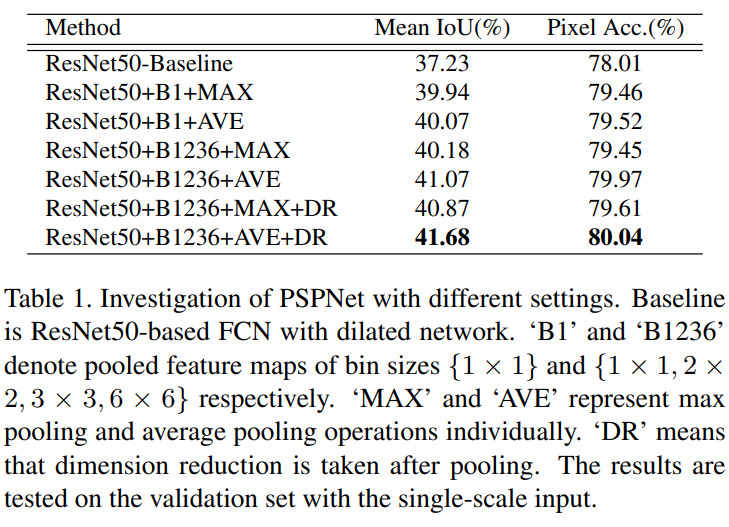 Method Mean IoU(%) Pixel Acc.(%)
ResNet50-Baseline 37.23 78.01
ResNet50+B1+MAX 39.94 79.46
ResNet50+B1+AVE 40.07 79.52
ResNet50+B1236+MAX 40.18 79.45
ResNet50+B1236+AVE 41.07 79.97
ResNet50+B1236+MAX+DR 40.87 79.61
ResNet50+B1236+AVE+DR 41.68 80.04
Table 1. Investigation of PSPNet with different settings. Baseline
is ResNet50-based FCN with dilated network. ‘B1’ and ‘B1236’
denote pooled feature maps of bin sizes {1 × 1} and {1 × 1, 2 ×
2, 3 × 3, 6 × 6} respectively. ‘MAX’ and ‘AVE’ represent max
pooling and average pooling operations individually. ‘DR’ means
that dimension reduction is taken after pooling. The results are
tested on the validation set with the single-scale input.